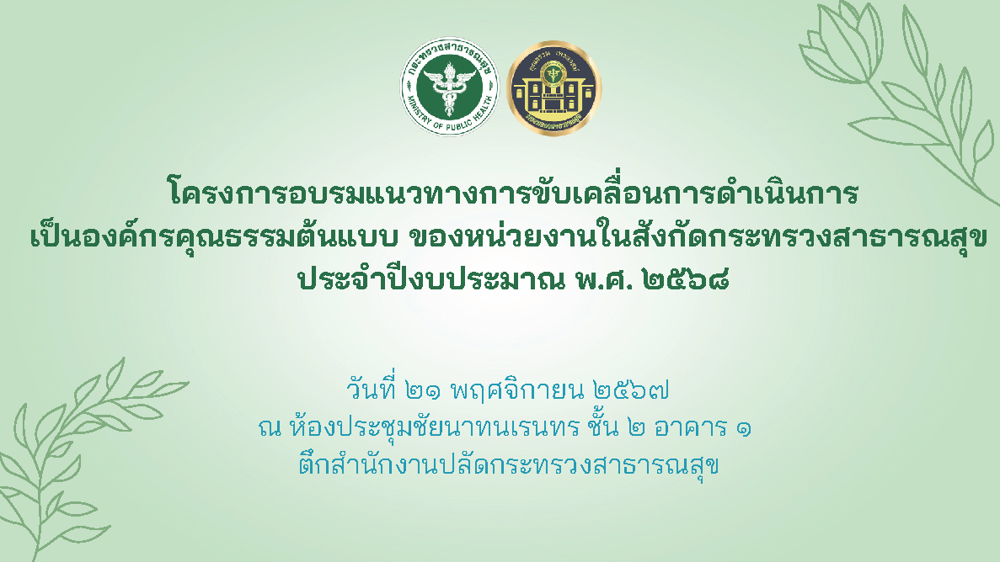 กระทรวงสาธารณสุข
MINISTRY OF PUBLIC HEALTH
โครงการอบรมแนวทางการขับเคลื่อนการดำเนินการ
เป็นองค์กรคุณธรรมต้นแบบ ของหน่วยงานในสังกัดกระทรวงสาธารณสุข
ประจำปีงบประมาณ พ.ศ. ๒๕๖๘
วันที่ ๒๑ พฤศจิกายน ๒๕๖๗
ณ ห้องประชุมชัยนาทนเรนทร ชั้น ๒ อาคาร ๑
ตึกสำนักงานปลัดกระทรวงสาธารณสุข